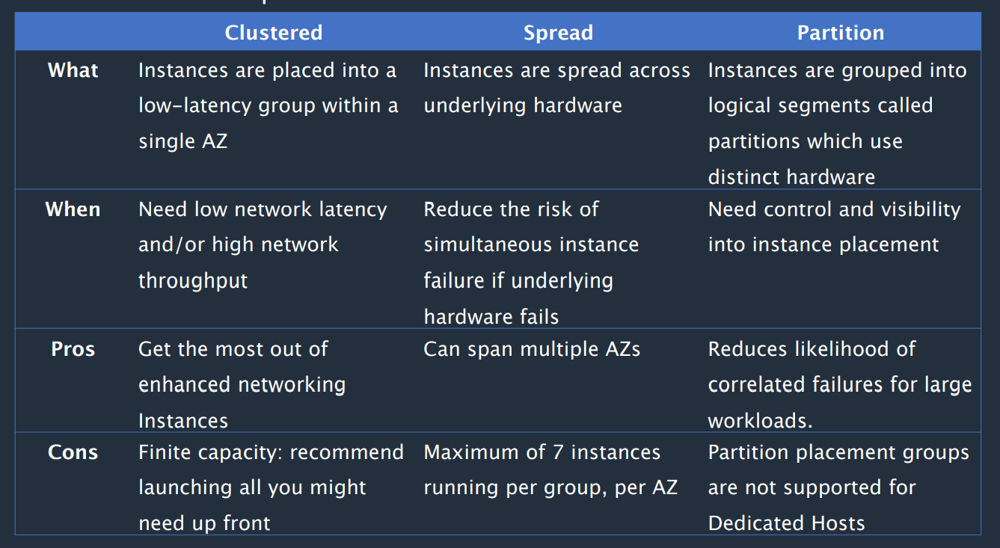 Clustered Spread Partition
What
Instances are placed into a
low-latency group within a
single AZ
Instances are spread across
underlying hardware
Instances are grouped into
logical segments called
partitions which use
distinct hardware
When
Need low network latency
and/or high network
throughput
Reduce the risk of
simultaneous instance
failure if underlying
hardware fails
Need control and visibility
into instance placement
Pros
Get the most out of
enhanced networking
Instances
Can span multiple AZs
Reduces likelihood of
correlated failures for large
workloads.
Cons
Finite capacity: recommend
launching all you might
need up front
Maximum of 7 instances
running per group, per AZ
Partition placement groups
are not supported for
Dedicated Hosts